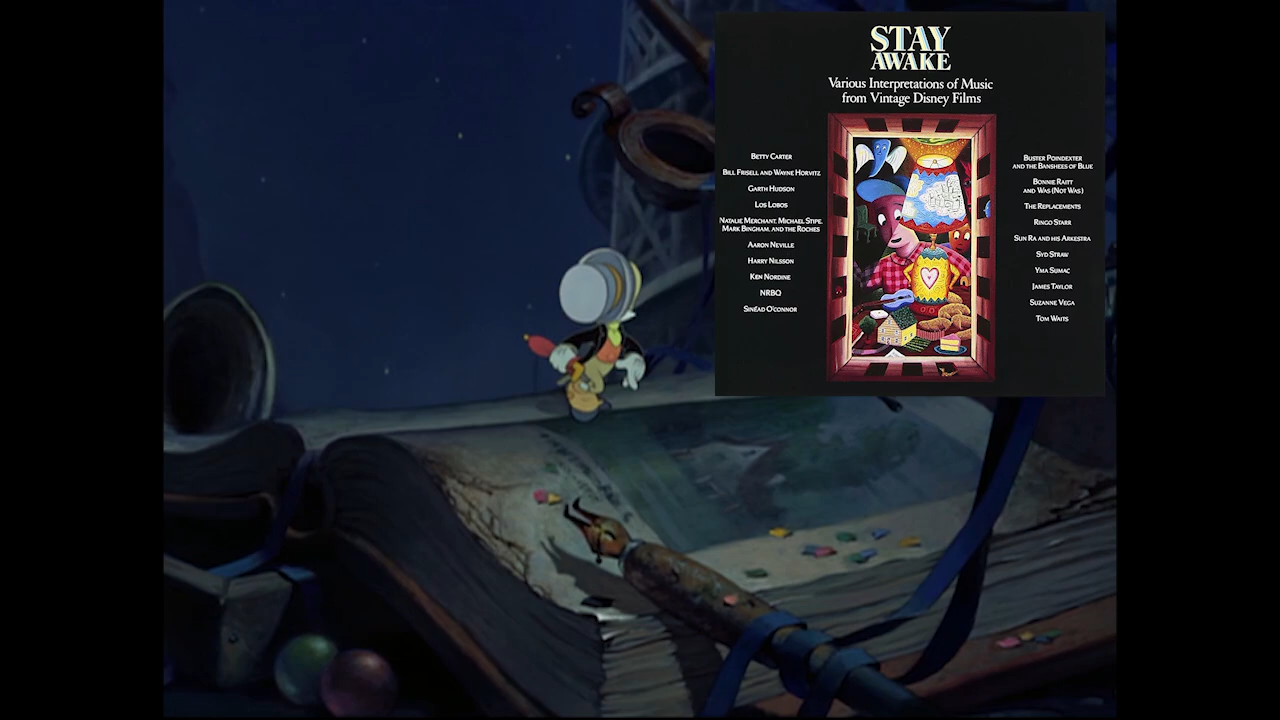 STAY
AWAKE
Various Interpretations of Music
from Vintage Disney Films
BETTY CARTER
BILL FRISELL AND WAYNE HORVITZ
GARTH HUDSON
LOS LOBOS
NATALIE MERCHANT, MICHAEL STIPE,
MARK BINGHAM, AND THE ROCHES
AARON NEVILLE
HARRY NILSSON
KEN NORDINE
NRBQ
SINÉAD O'CONNOR
BUSTER POINDEXTER
AND THE BANSHEES OF BLUE
BONNIE RAITT
AND WAS (NOT WAS)
THE REPLACEMENTS
RINGO STARR
SUN RA AND HIS ARKESTRA
SYD STRAW
YMA SUMAC
JAMES TAYLOR
SUZANNE VEGA
TOM WAITS